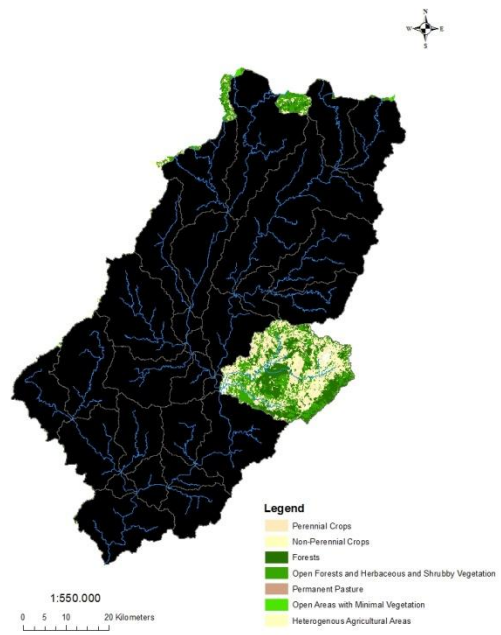 N
W E
S
Legend
Perennial Crops
Non-Perennial Crops
Forests
Open Forests and Herbaceous and Shrubby Vegetation
Permanent Pasture
Open Areas with Minimal Vegetation
Heterogenous Agricultural Areas
1:550.000
0 5 10 20 Kilometers